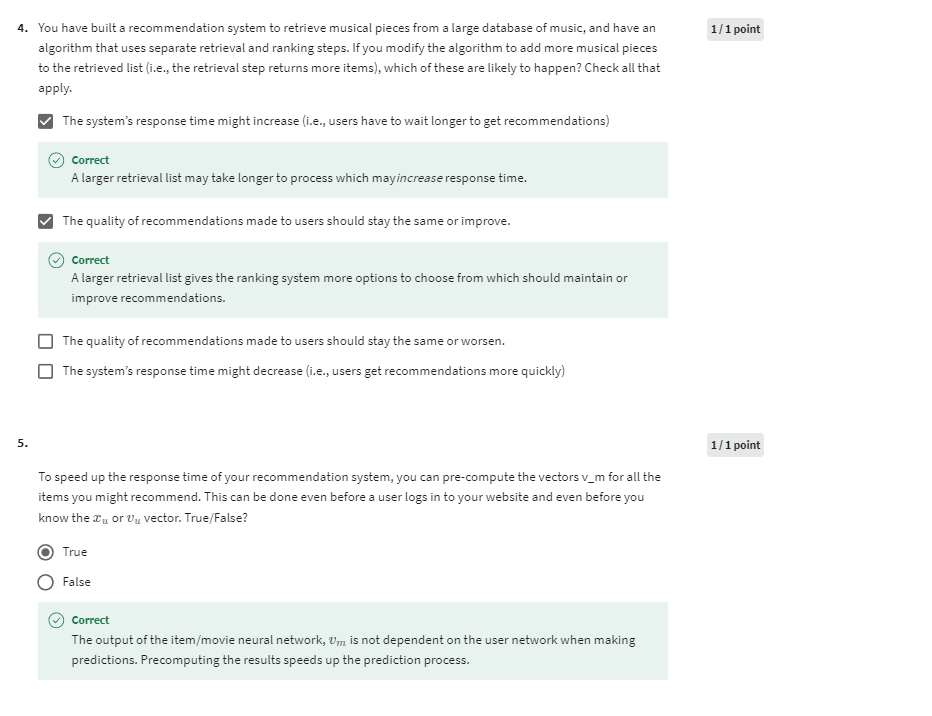 4. You have built a recommendation system to retrieve musical pieces from a large database of music, and have an 1 / 1 point
algorithm that uses separate retrieval and ranking steps. If you modify the algorithm to add more musical pieces
to the retrieved list (i.e., the retrieval step returns more items), which of these are likely to happen? Check all that
apply.
The system's response time might increase (i.e., users have to wait longer to get recommendations)
Correct
A larger retrieval list may take longer to process which may increase response time.
The quality of recommendations made to users should stay the same or improve.
Correct
A larger retrieval list gives the ranking system more options to choose from which should maintain or
improve recommendations.
The quality of recommendations made to users should stay the same or worsen.
The system's response time might decrease (i.e., users get recommendations more quickly)
5. 1 / 1 point
To speed up the response time of your recommendation system, you can pre-compute the vectors v_m for all the
items you might recommend. This can be done even before a user logs in to your website and even before you
know the x_u or v_u vector. True/False?
True
False
Correct
The output of the item/movie neural network, v_m is not dependent on the user network when making
predictions. Precomputing the results speeds up the prediction process.